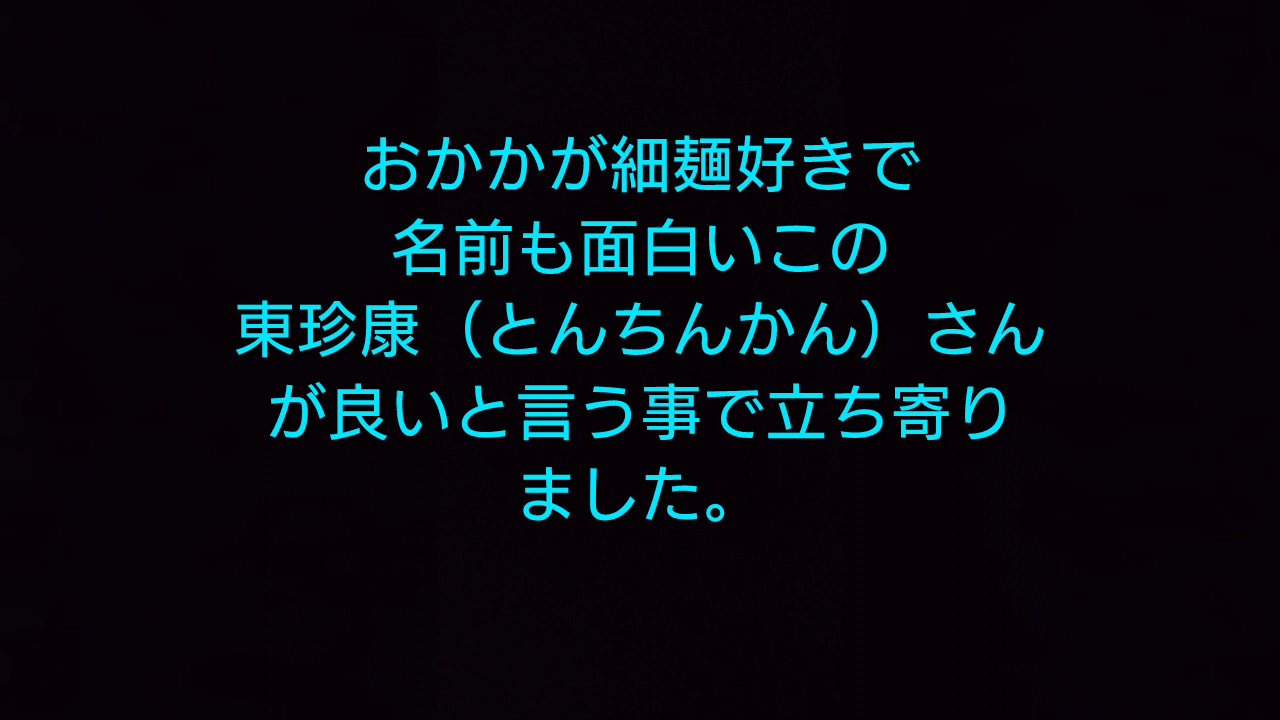 おかかが細麺好きで
名前も面白いこの
東珍康（とんちんかん）さん
が良いと言う事で立ち寄り
ました。